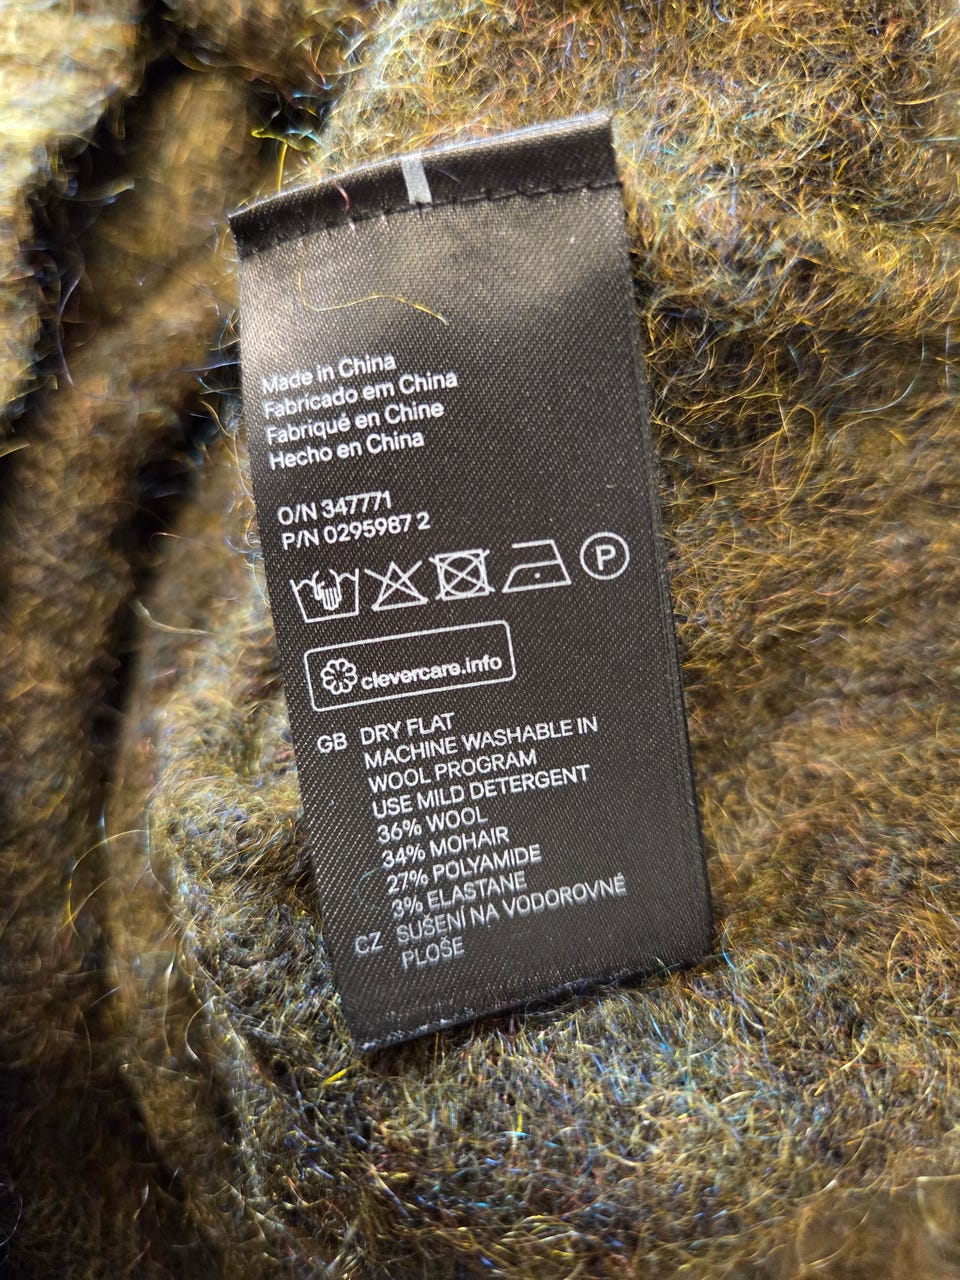 Made in China
Fabricado em China
Fabriqué en Chine
Hecho en China
O/N 347771
P/N 0295987 2
P
clevercare.info
GB DRY FLAT
MACHINE WASHABLE IN
WOOL PROGRAM
USE MILD DETERGENT
36% WOOL
34% MOHAIR
27% POLYAMIDE
3% ELASTANE
CZ SUŠENÍ NA VODOROVNÉ
PLOŠE